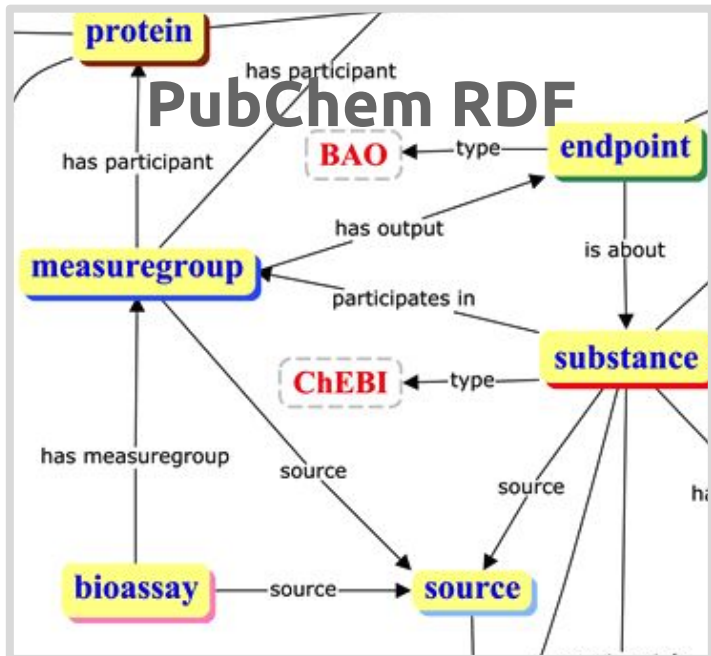 protein
has participant
PubChem RDF
BAO
type
endpoint
has participant
has output
is about
measuregroup
participates in
substance
ChEBI
type
has measuregroup
source
source
bioassay
source
source